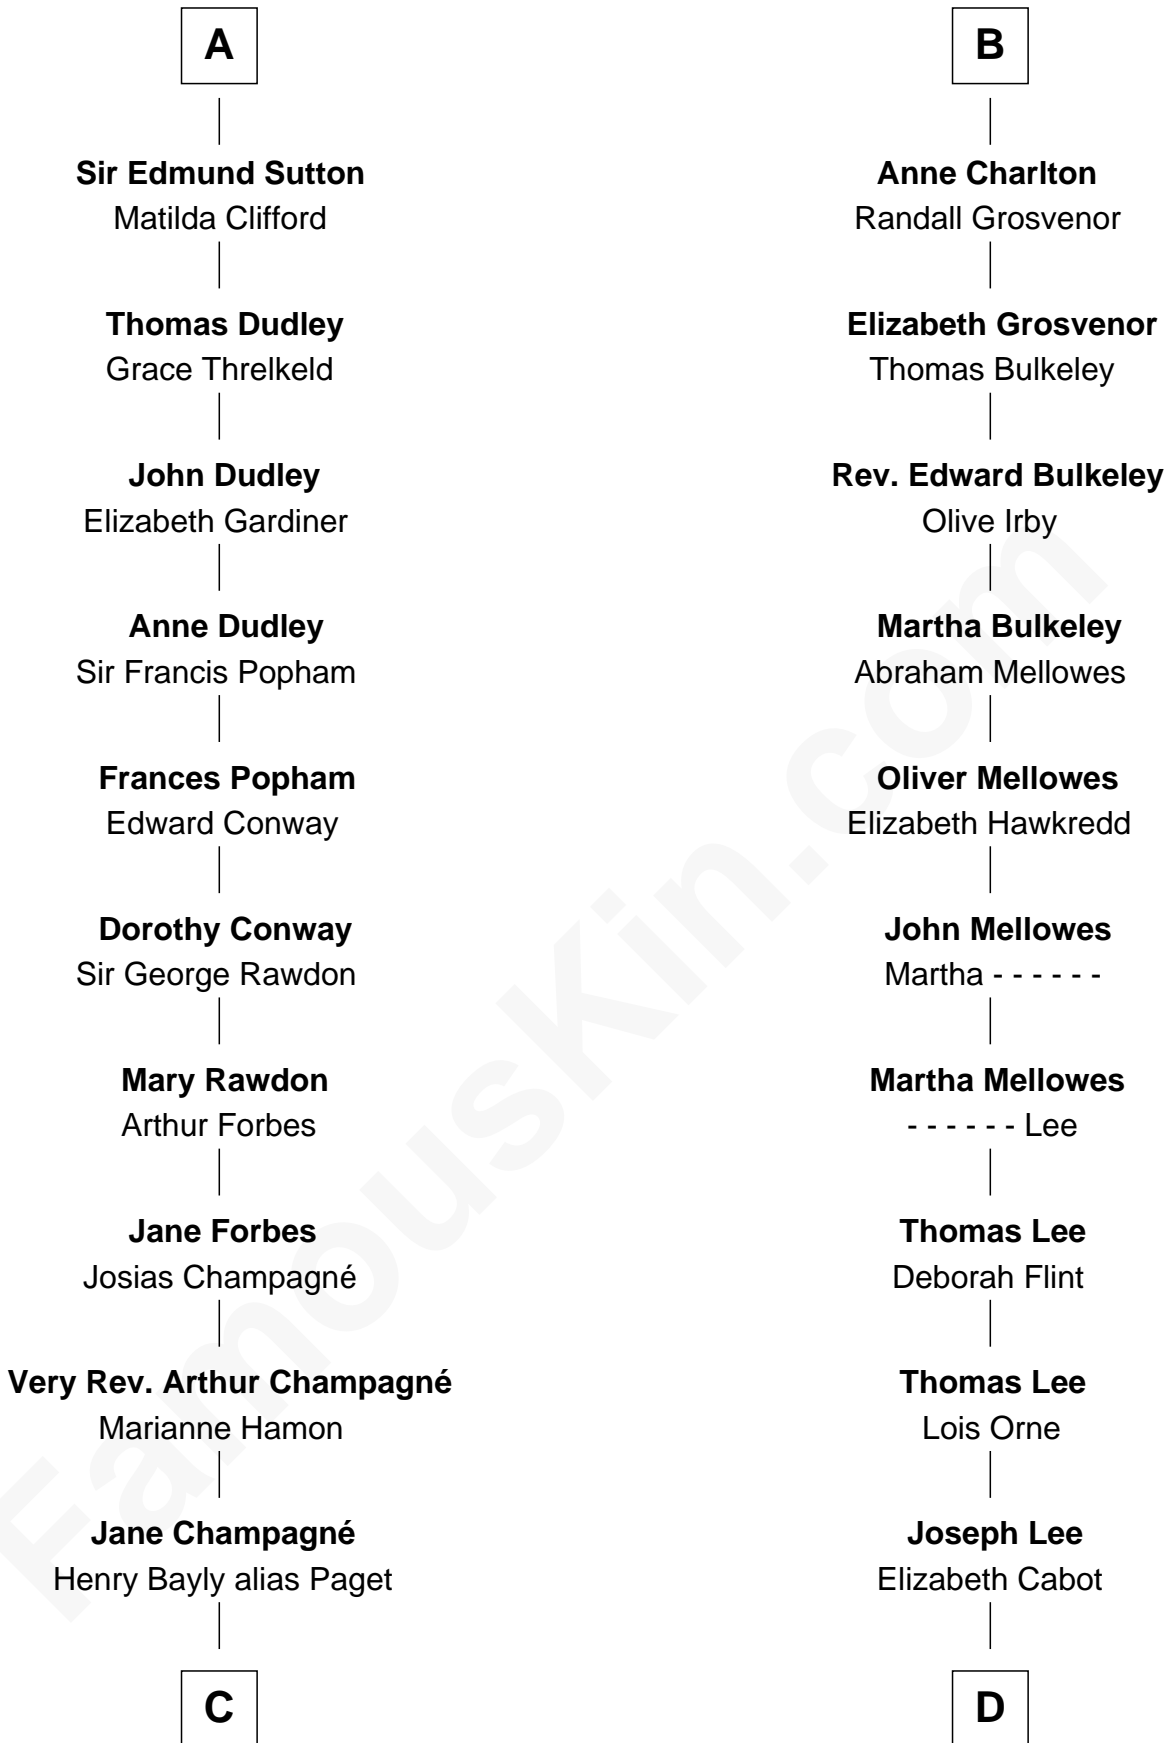 A
Sir Edmund Sutton
Matilda Clifford
Thomas Dudley
Grace Threlkeld
John Dudley
Elizabeth Gardiner
Anne Dudley
Sir Francis Popham
Frances Popham
Edward Conway
Dorothy Conway
Sir George Rawdon
Mary Rawdon
Arthur Forbes
Jane Forbes
Josias Champagné
Very Rev. Arthur Champagné
Marianne Hamon
Jane Champagné
Henry Bayly alias Paget
C
B
Anne Charlton
Randall Grosvenor
Elizabeth Grosvenor
Thomas Bulkeley
Rev. Edward Bulkeley
Olive Irby
Martha Bulkeley
Abraham Mellowes
Oliver Mellowes
Elizabeth Hawkredd
John Mellowes
Martha - - - - - -
Martha Mellowes
- - - - - - Lee
Thomas Lee
Deborah Flint
Thomas Lee
Lois Orne
Joseph Lee
Elizabeth Cabot
D
FamousKin.com